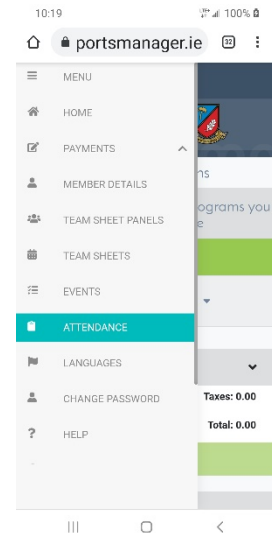 10:19
100%
portsmanager.ie
32
MENU
HOME
PAYMENTS
MEMBER DETAILS
ns
TEAM SHEET PANELS
ograms you
e
TEAM SHEETS
EVENTS
ATTENDANCE
LANGUAGES
CHANGE PASSWORD
Taxes: 0.00
Total: 0.00
HELP